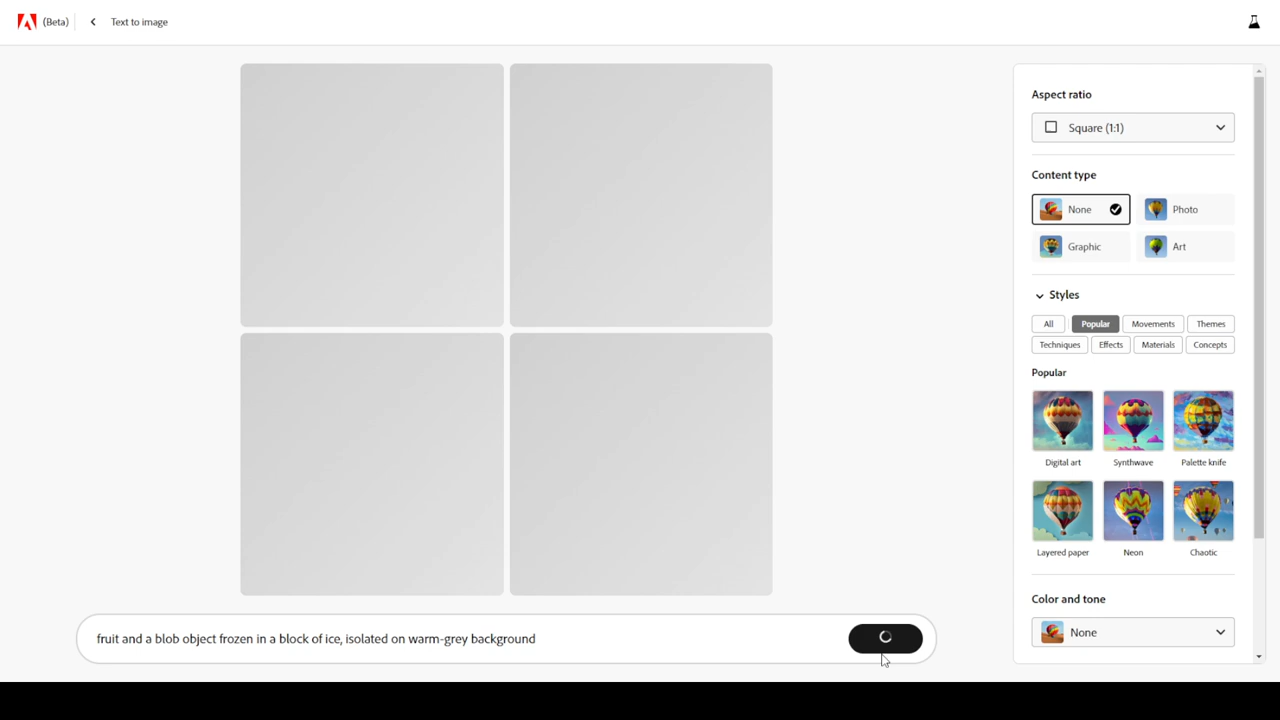 (Beta)
Text to image
Aspect ratio
Square (1:1)
Content type
None
Photo
Graphic
Art
Styles
All
Popular
Movements
Themes
Techniques
Effects
Materials
Concepts
Popular
Digital art
Synthwave
Palette knife
Layered paper
Neon
Chaotic
Color and tone
None
fruit and a blob object frozen in a block of ice, isolated on warm-grey background